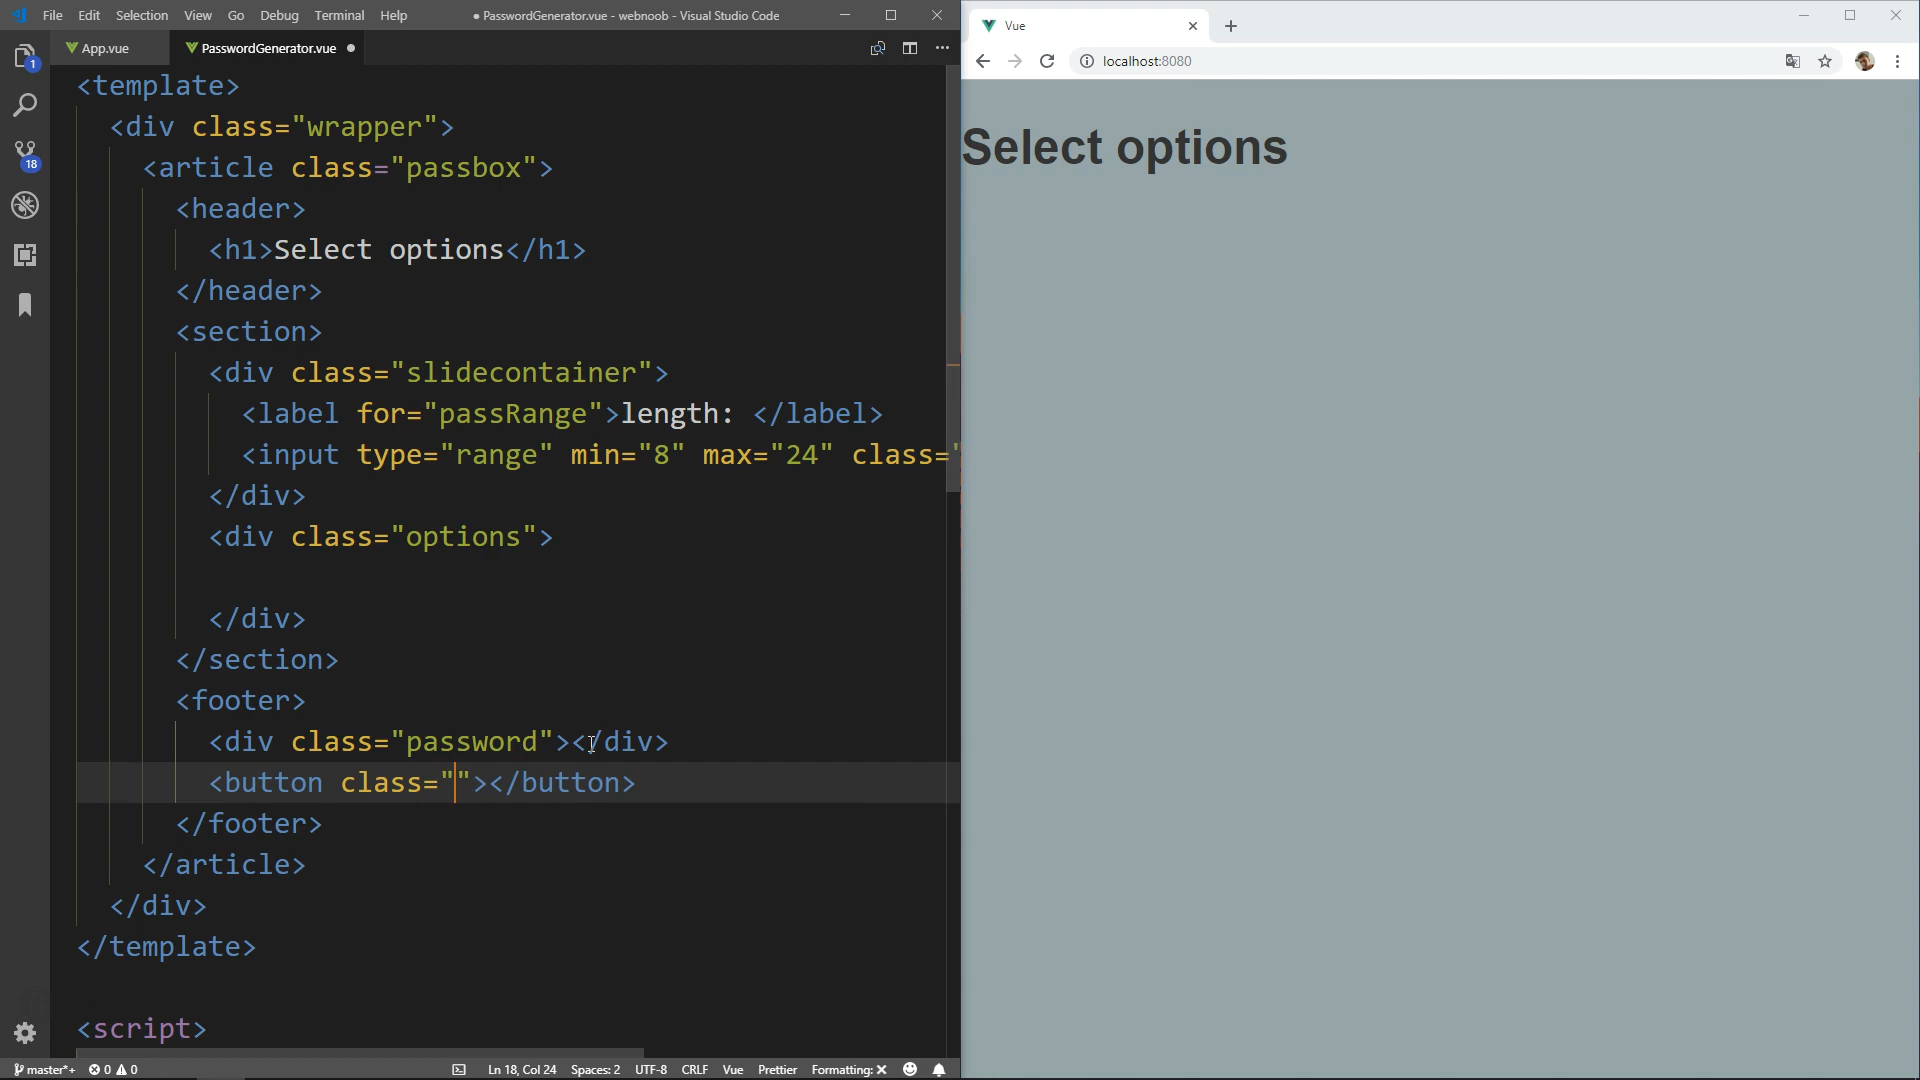 File Edit Selection View Go Debug Terminal Help
● PasswordGenerator.vue - webnoob - Visual Studio Code
App.vue
PasswordGenerator.vue ●
1
18
<template>
<div class="wrapper">
<article class="passbox">
<header>
<h1>Select options</h1>
</header>
<section>
<div class="slidecontainer">
<label for="passRange">length: </label>
<input type="range" min="8" max="24" class="
</div>
<div class="options">
</div>
</section>
<footer>
<div class="password"></div>
<button class=""></button>
</footer>
</article>
</div>
</template>
<script>
master*+ 0 0 Ln 18, Col 24 Spaces: 2 UTF-8 CRLF Vue Prettier Formatting: ✕
Vue
localhost:8080
Select options